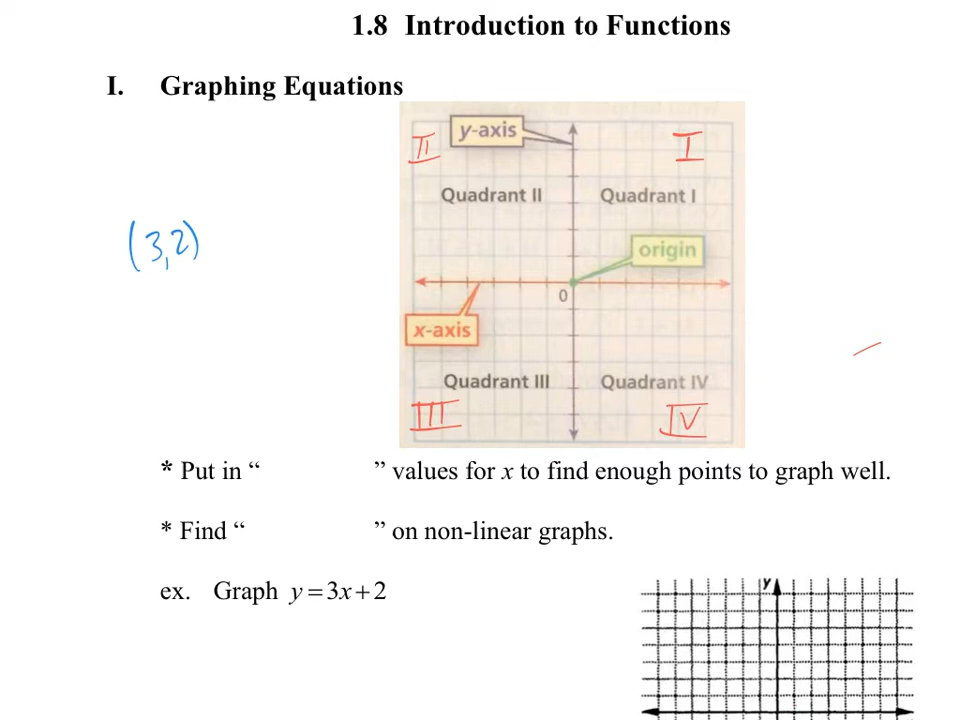 1.8 Introduction to Functions
I. Graphing Equations
y-axis
II
I
Quadrant II
Quadrant I
(3,2)
origin
0
x-axis
Quadrant III
Quadrant IV
III
IV
* Put in “ ” values for x to find enough points to graph well.
* Find “ ” on non-linear graphs.
ex. Graph y=3x+2
y